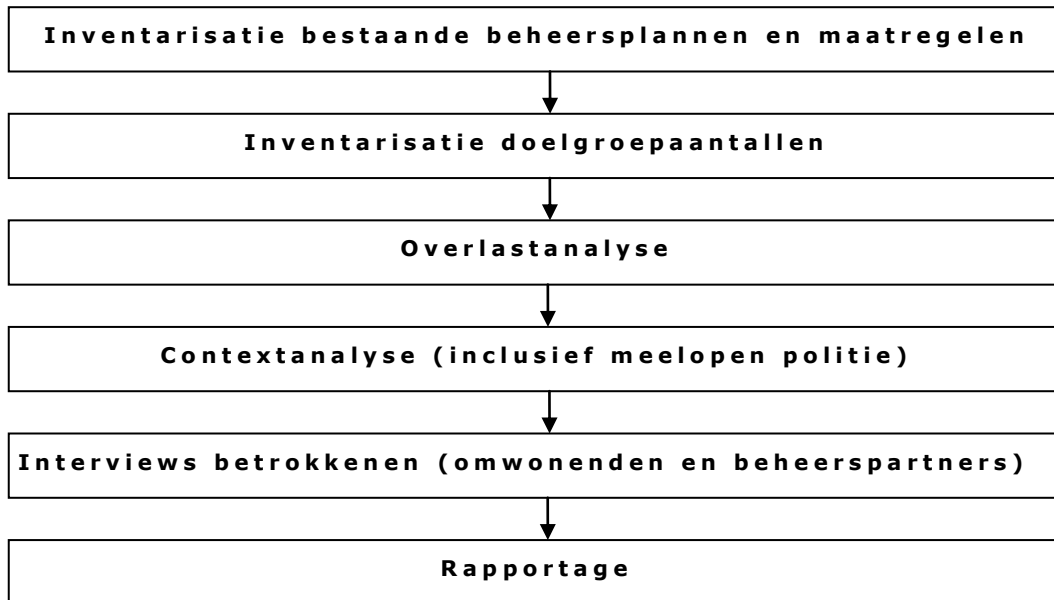 Inventarisatie bestaande beheersplannen en maatregelen
Inventarisatie doelgroepaantallen
Overlastanalyse
Contextanalyse (inclusief meelopen politie)
Interviews betrokkenen (omwonenden en beheerspartners)
Rapportage